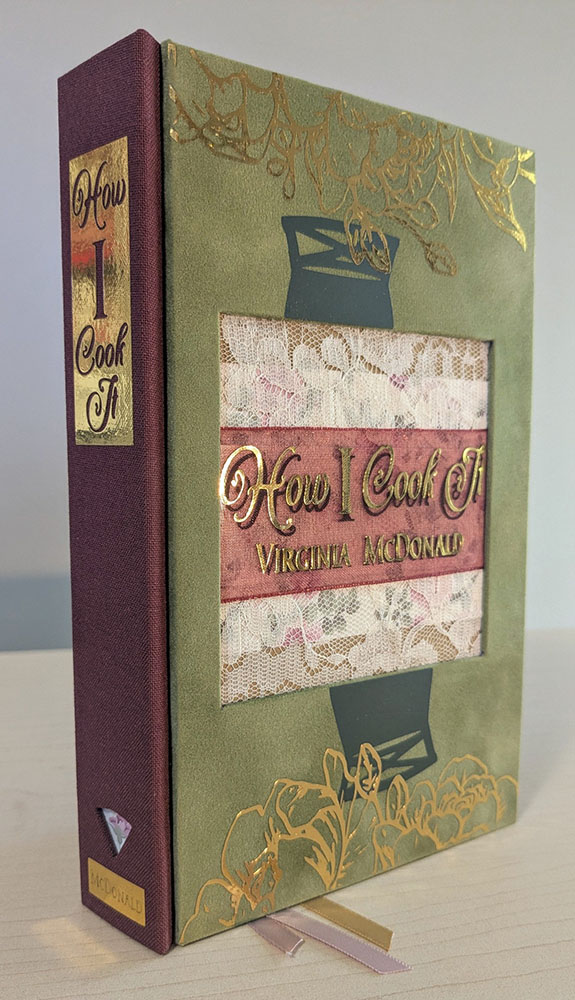 How
I
Cook
It
McDonald
How I Cook It
Virginia McDonald